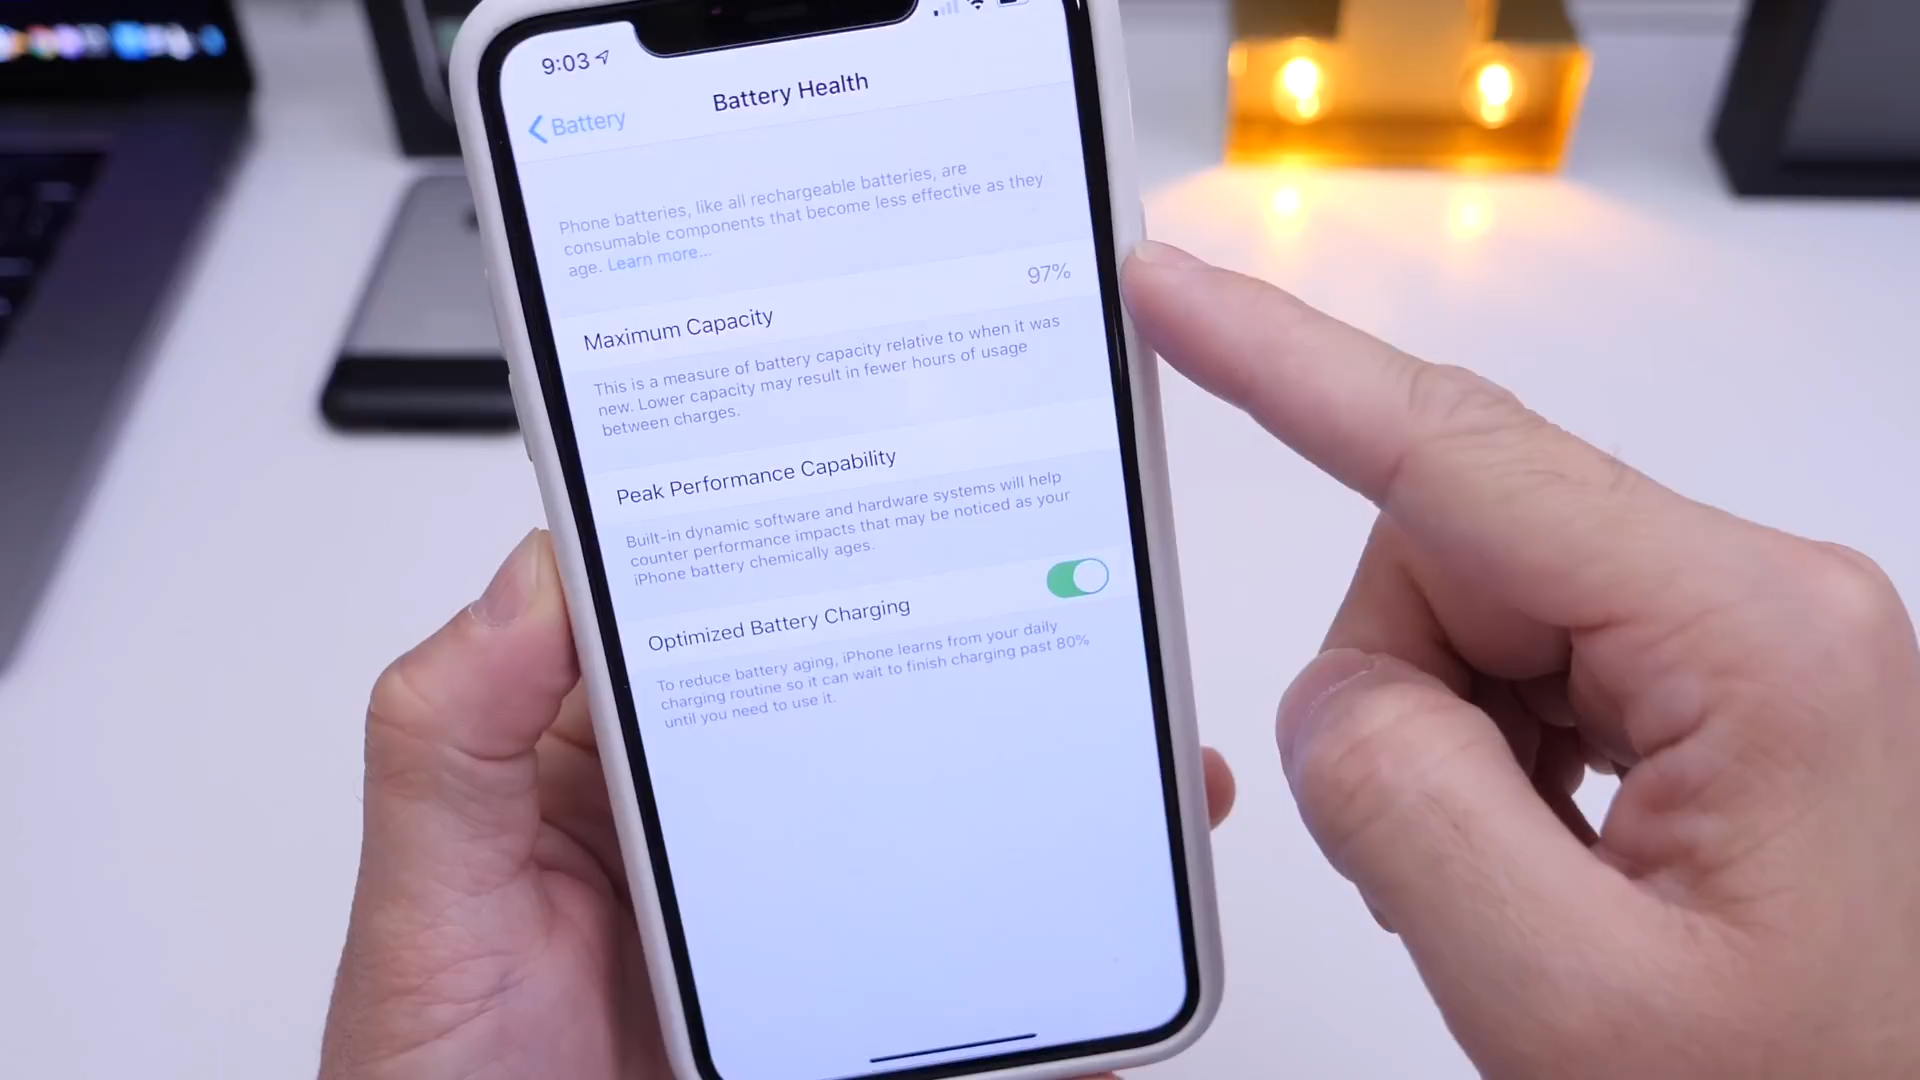 9:03
Battery
Battery Health
Phone batteries, like all rechargeable batteries, are
consumable components that become less effective as they
age. Learn more...
Maximum Capacity 97%
This is a measure of battery capacity relative to when it was
new. Lower capacity may result in fewer hours of usage
between charges.
Peak Performance Capability
Built-in dynamic software and hardware systems will help
counter performance impacts that may be noticed as your
iPhone battery chemically ages.
Optimized Battery Charging
To reduce battery aging, iPhone learns from your daily
charging routine so it can wait to finish charging past 80%
until you need to use it.